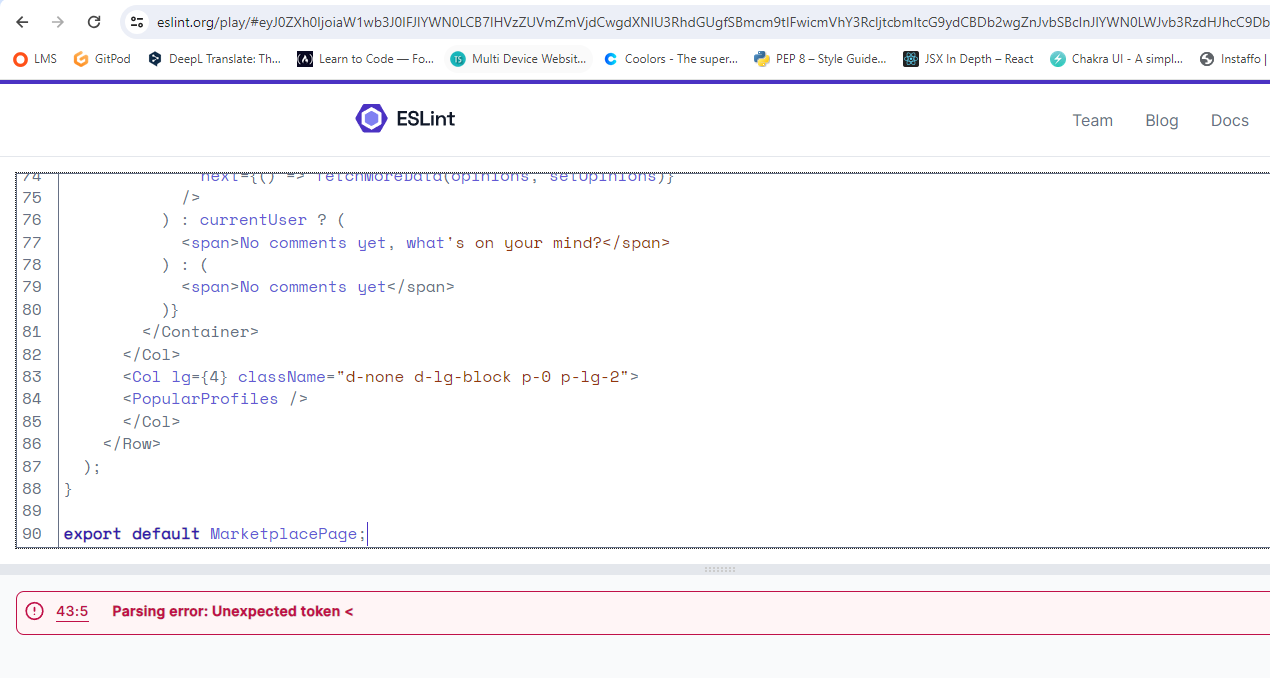 eslint.org/play/#eyJ0ZXh0IjoiaW1wb3J0IFJlYWN0LCB7IHVzZUVmZmVjdCwgdXNlU3RhdGUgfSBmcm9tIFwicmVhY3RcIjtcbmltcG9ydCBDb2wgZnJvbSBcInJlYWN0LWJvb3RzdHJhcC9Db
LMS GitPod DeepL Translate: Th... Learn to Code — Fo... Multi Device Websit... Coolors - The super... PEP 8 – Style Guide... JSX In Depth – React Chakra UI - A simpl... Instaffo |
ESLint Team Blog Docs
74 next={() => fetchMoreData(opinions, setOpinions)}
75 />
76 ) : currentUser ? (
77 <span>No comments yet, what's on your mind?</span>
78 ) : (
79 <span>No comments yet</span>
80 )}
81 </Container>
82 </Col>
83 <Col lg={4} className="d-none d-lg-block p-0 p-lg-2">
84 <PopularProfiles />
85 </Col>
86 </Row>
87 );
88 }
89
90 export default MarketplacePage;
43:5 Parsing error: Unexpected token <